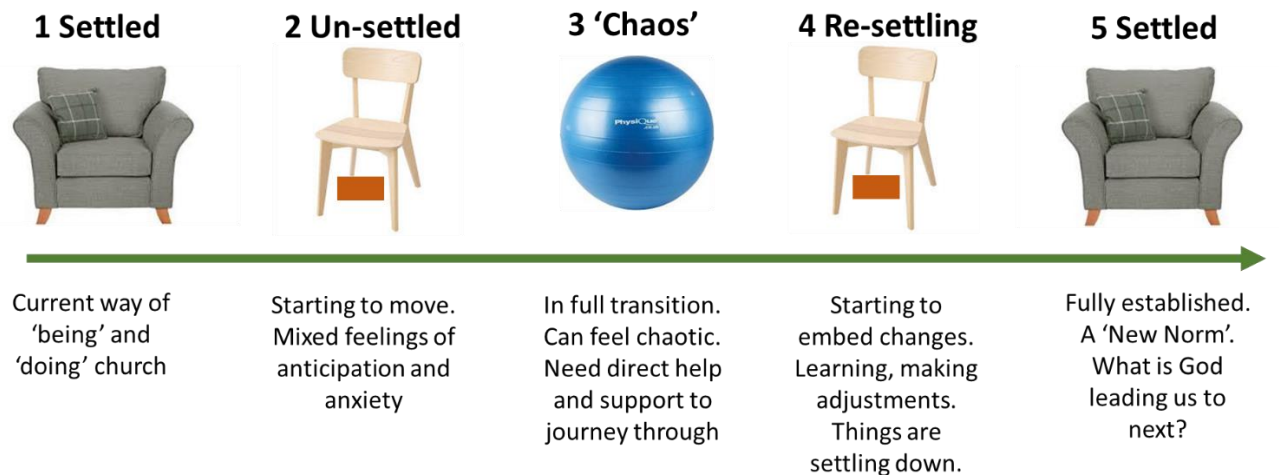 1 Settled
2 Un-settled
3 ‘Chaos’
4 Re-settling
5 Settled
PhysiQue
.co.uk
Current way of
‘being’ and
‘doing’ church
Starting to move.
Mixed feelings of
anticipation and
anxiety
In full transition.
Can feel chaotic.
Need direct help
and support to
journey through
Starting to
embed changes.
Learning, making
adjustments.
Things are
settling down.
Fully established.
A ‘New Norm’.
What is God
leading us to
next?